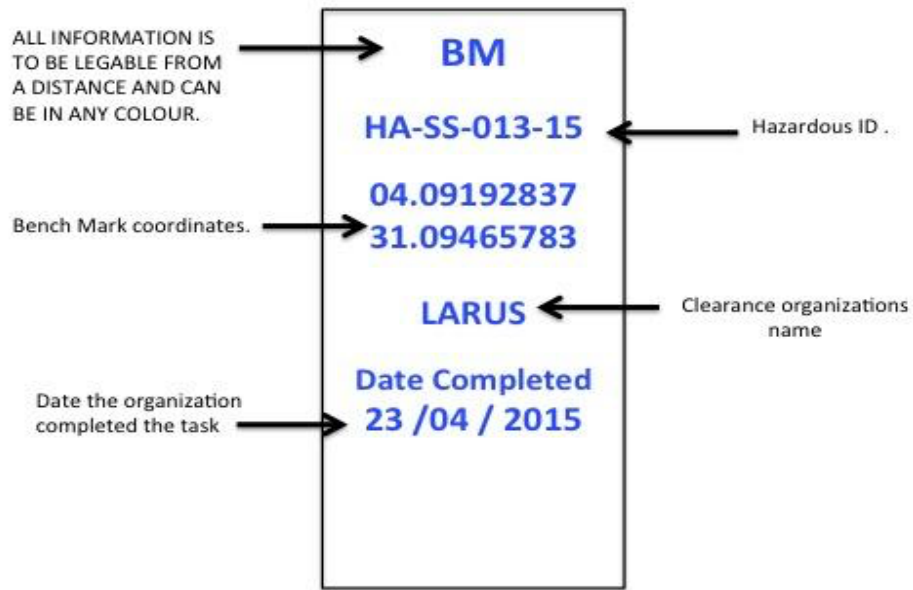 ALL INFORMATION IS
TO BE LEGABLE FROM
A DISTANCE AND CAN
BE IN ANY COLOUR.
BM
HA-SS-013-15
Hazardous ID .
04.09192837
31.09465783
Bench Mark coordinates.
LARUS
Clearance organizations
name
Date Completed
23 /04 / 2015
Date the organization
completed the task